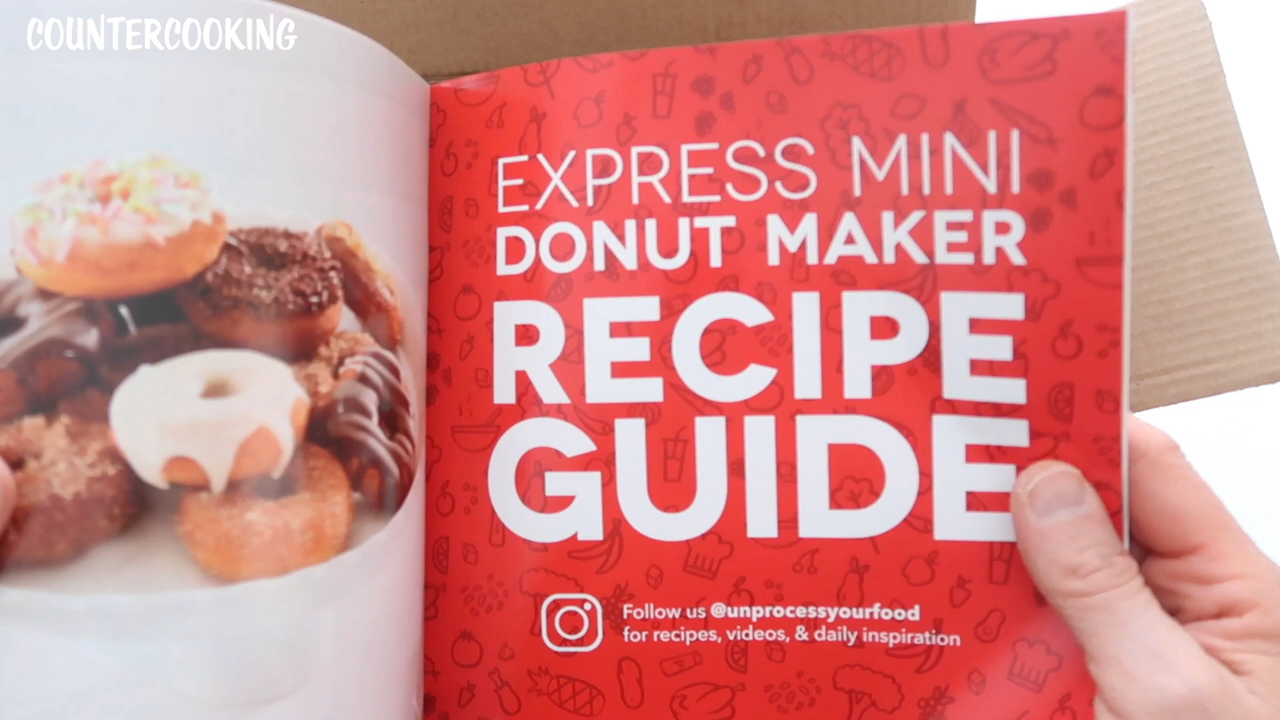 COUNTERCOOKING
EXPRESS MINI
DONUT MAKER
RECIPE
GUIDE
Follow us @unprocessyourfood
for recipes, videos, & daily inspiration